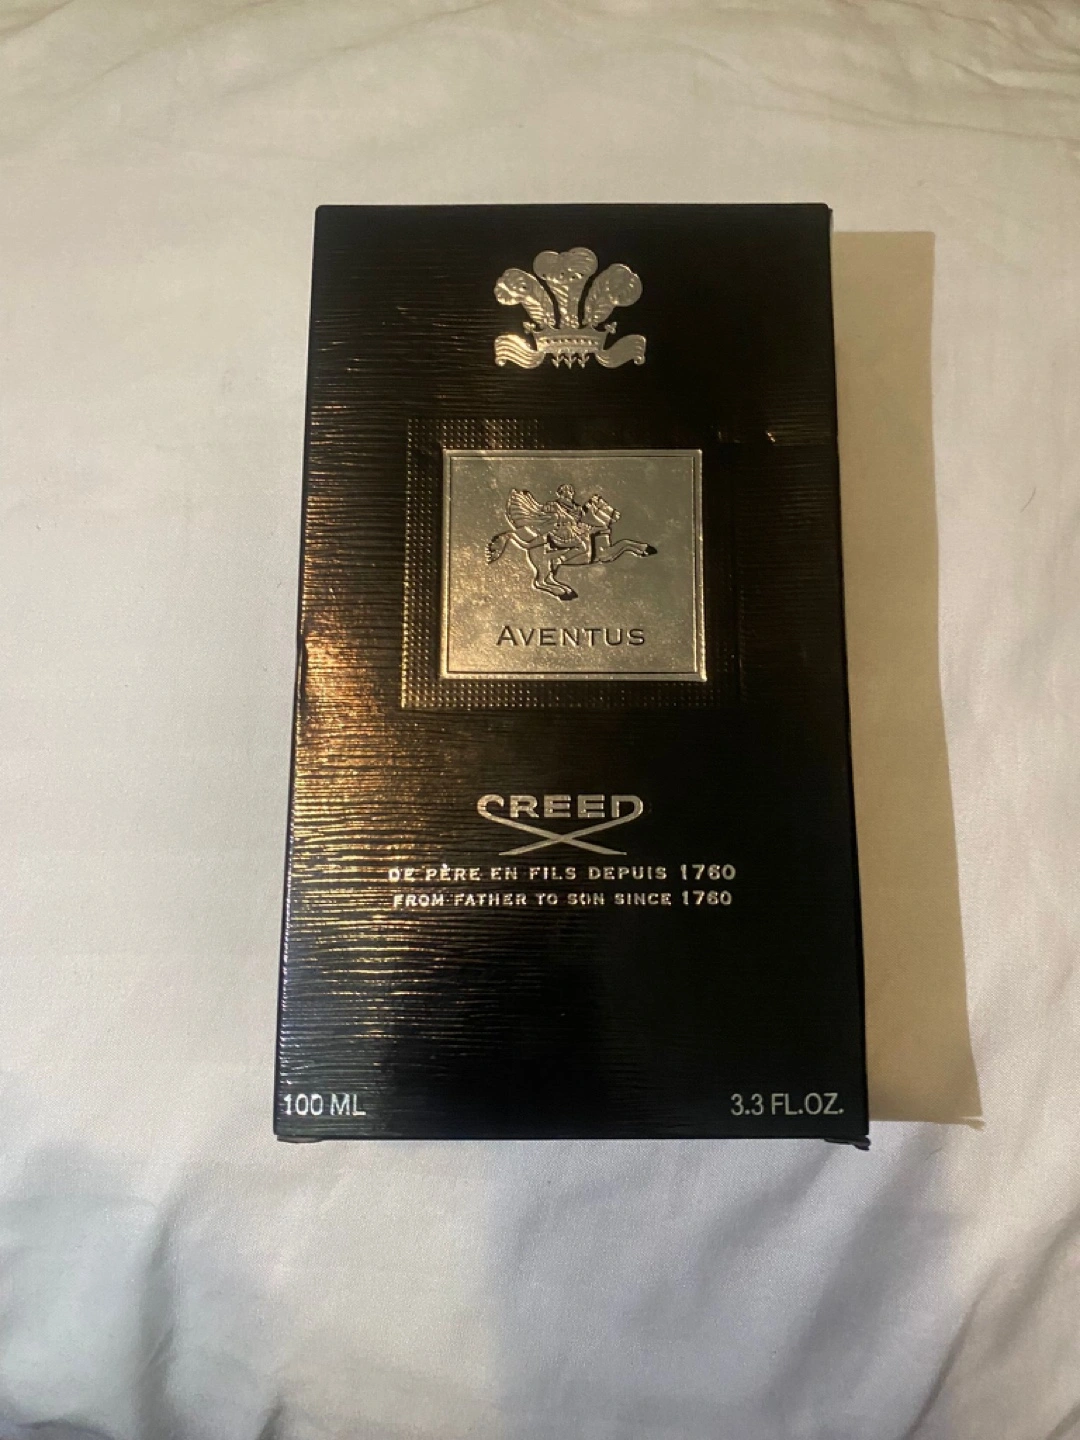 AVENTUS
CREED
DE PÈRE EN FILS DEPUIS 1760
FROM FATHER TO SON SINCE 1760
100 ML
3.3 FL.OZ.